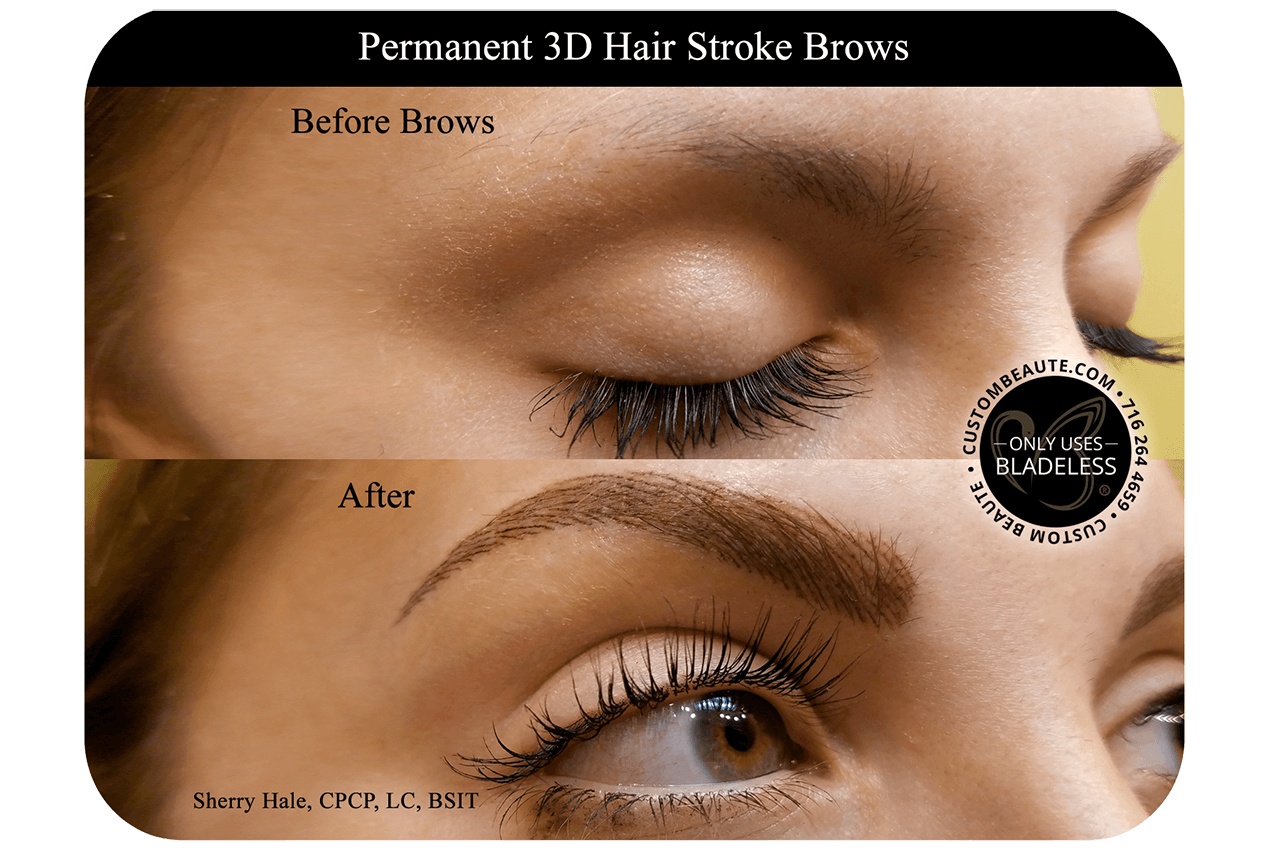 Permanent 3D Hair Stroke Brows
Before Brows
CUSTOMBEAUTE.COM • 716 264 4659 • CUSTOM BEAUTE •
ONLY USES
BLADELESS
®
After
Sherry Hale, CPCP, LC, BSIT